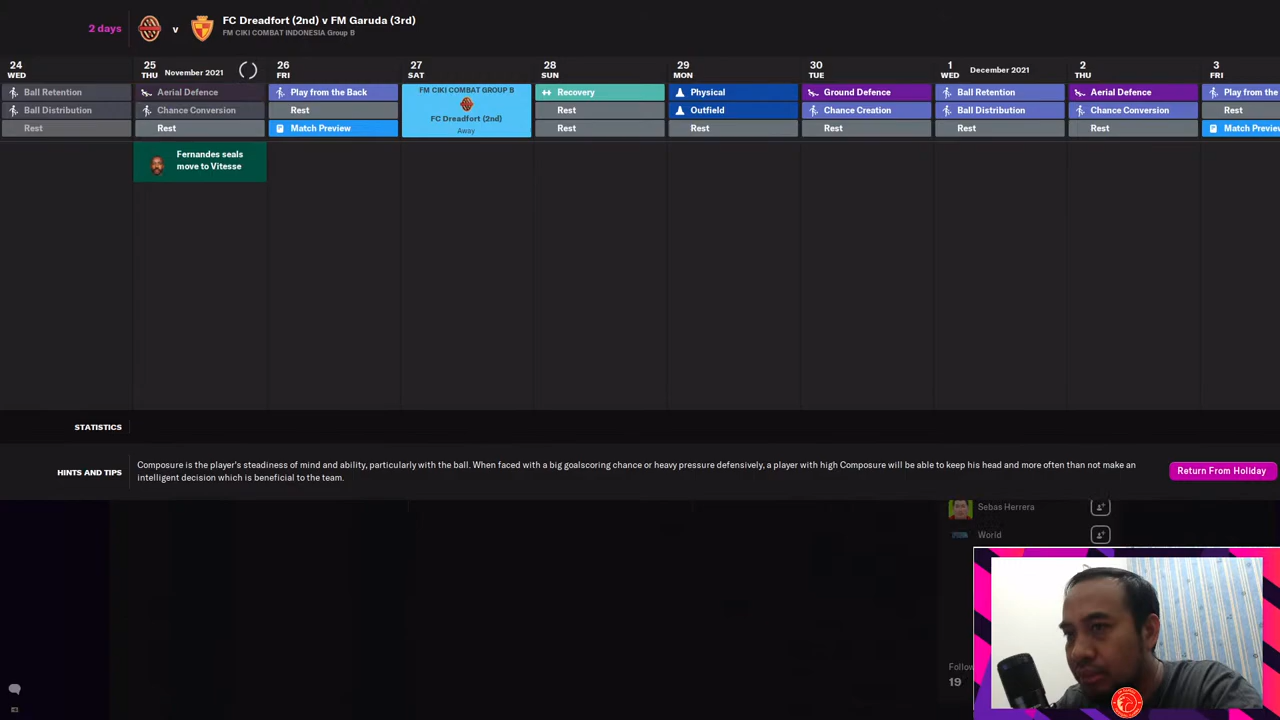 2 days
v
FC Dreadfort (2nd) v FM Garuda (3rd)
FM CIKI COMBAT INDONESIA Group B
24
WED
25
THU
November 2021
26
FRI
27
SAT
28
SUN
29
MON
30
TUE
1
WED
December 2021
2
THU
3
FRI
Ball Retention
Aerial Defence
Play from the Back
FM CIKI COMBAT GROUP B
Recovery
Physical
Ground Defence
Ball Retention
Aerial Defence
Play from the
Ball Distribution
Chance Conversion
Rest
FC Dreadfort (2nd)
Rest
Outfield
Chance Creation
Ball Distribution
Chance Conversion
Rest
Rest
Rest
Match Preview
Away
Rest
Rest
Rest
Rest
Rest
Match Preview
Fernandes seals
move to Vitesse
STATISTICS
HINTS AND TIPS
Composure is the player's steadiness of mind and ability, particularly with the ball. When faced with a big goalscoring chance or heavy pressure defensively, a player with high Composure will be able to keep his head and more often than not make an
intelligent decision which is beneficial to the team.
Return From Holiday
Sebas Herrera
World
Follow
19